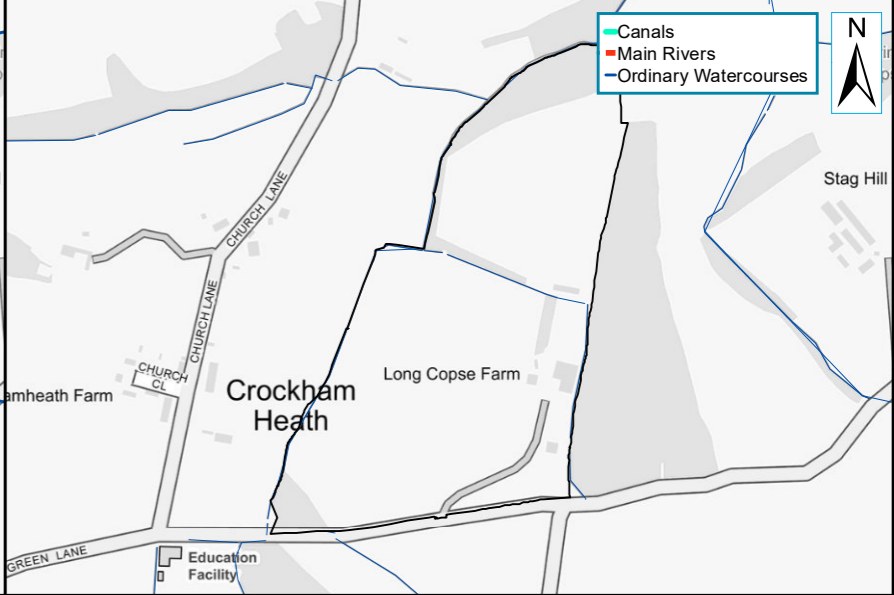 Canals
Main Rivers
Ordinary Watercourses
N
Stag Hill
CHURCH LANE
CHURCH LANE
CHURCH
CL
amheath Farm
Crockham
Heath
Long Copse Farm
GREEN LANE
Education
Facility